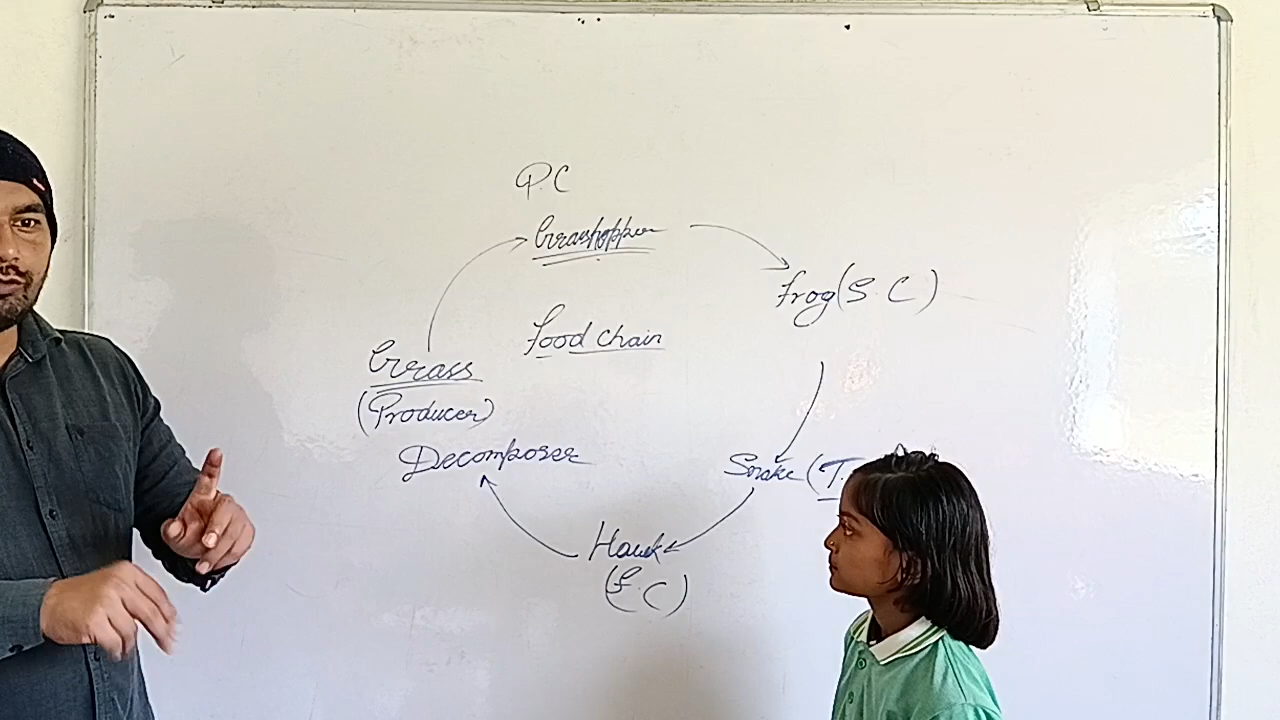 P.C
Grasshopper
Frog (S.C)
Food chain
Grass
(Producer)
Decomposer
Snake (T.
Hawk
(F.C)